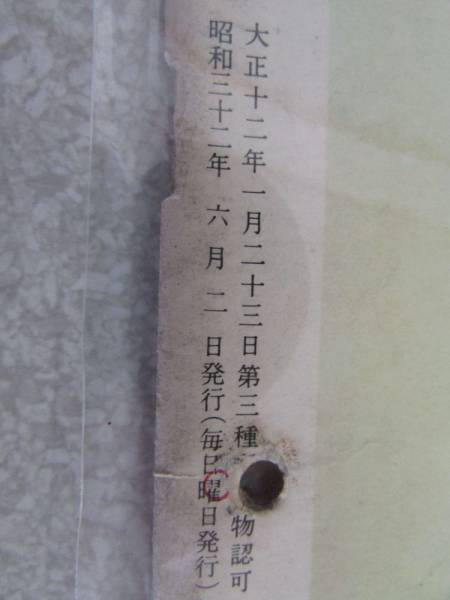 大正十二年一月二十三日第三種 物認可
昭和三十二年 六月二日発行(毎日曜日発行)